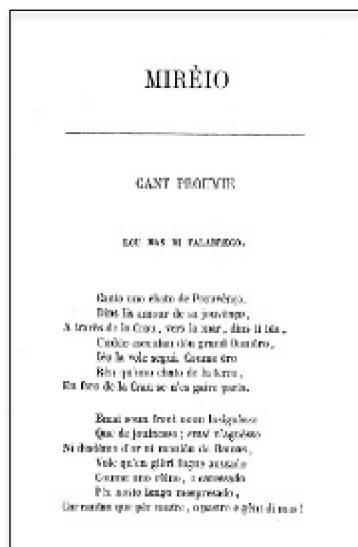 MIRÈIO
CANT PROUMIÉ
LOU MAS DI FALABREGO.
Cante uno chato de Prouvènço.
Dins lis amour de sa jouvènço,
A través de la Crau, vers la mar, dins li bla,
Umble escoulan dóu grand Oumèro,
Iéu la vole segui. Coume èro
Rèn qu'uno chato de la terro,
En foro de la Crau se n'es gaire parla.
Emai soun front noun lusiguèsse
Que de jouinesso; emai n'aguèsse
Ni diadèmo d'or ni mantèu de Damas,
Vole qu'en glòri fugue aussado
Coume uno rèino, e caressado
Pèr nosto lengo mespresado,
Car cantan que pèr vautre, o pastre e gènt di mas!